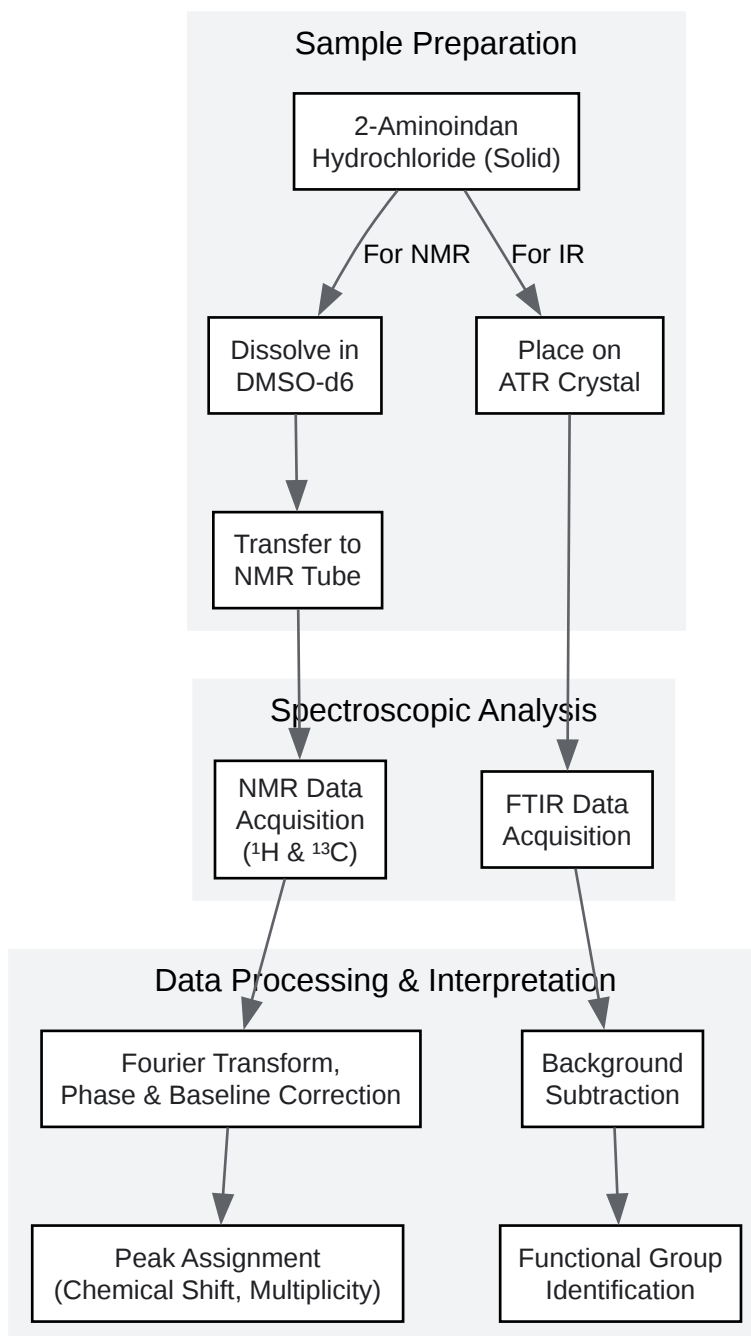 Sample Preparation
2-Aminoindan
Hydrochloride (Solid)
For NMR
For IR
Dissolve in
DMSO-d6
Place on
ATR Crystal
Transfer to
NMR Tube
Spectroscopic Analysis
NMR Data
Acquisition
(¹H & ¹³C)
FTIR Data
Acquisition
Data Processing & Interpretation
Fourier Transform,
Phase & Baseline Correction
Background
Subtraction
Peak Assignment
(Chemical Shift, Multiplicity)
Functional Group
Identification